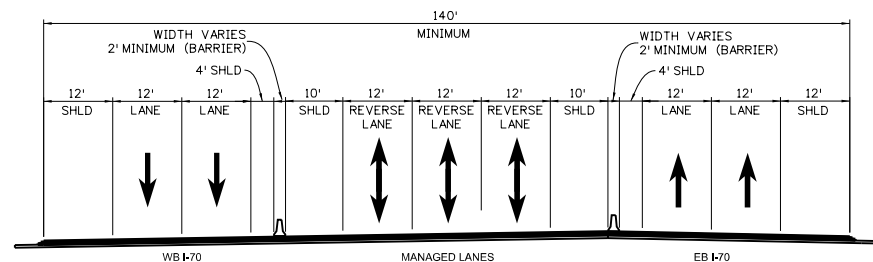 140'
MINIMUM
WIDTH VARIES
2' MINIMUM (BARRIER)
WIDTH VARIES
2' MINIMUM (BARRIER)
4' SHLD
4' SHLD
12' 12' 12' 10' 12' 12' 12' 10' 12' 12' 12'
SHLD LANE LANE SHLD REVERSE REVERSE REVERSE SHLD LANE LANE SHLD
LANE LANE LANE
WB I-70 MANAGED LANES EB I-70